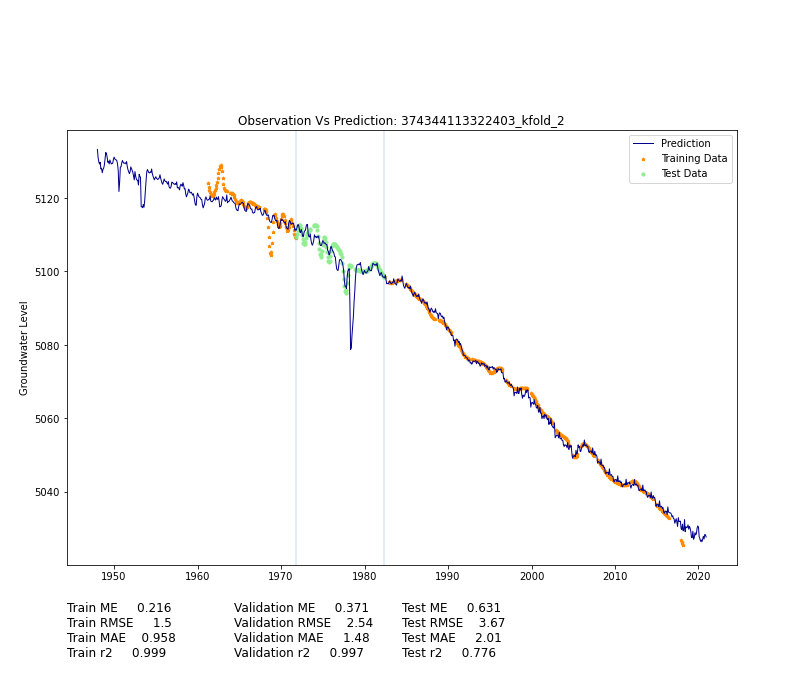 Observation Vs Prediction: 374344113322403_kfold_2
Prediction
Training Data
Test Data
Groundwater Level
5120
5100
5080
5060
5040
1950 1960 1970 1980 1990 2000 2010 2020
Train ME 0.216 Validation ME 0.371 Test ME 0.631
Train RMSE 1.5 Validation RMSE 2.54 Test RMSE 3.67
Train MAE 0.958 Validation MAE 1.48 Test MAE 2.01
Train r2 0.999 Validation r2 0.997 Test r2 0.776